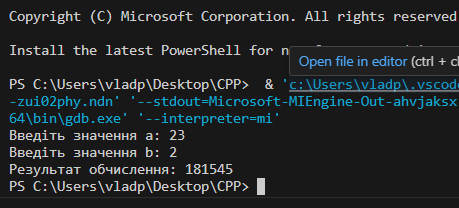 Copyright (C) Microsoft Corporation. All rights reserved
Install the latest PowerShell for
Open file in editor (ctrl + c
PS C:\Users\vladp\Desktop\CPP>  & 'c:\Users\vladp\.vscode
-zui02phy.ndn' '--stdout=Microsoft-MIEngine-Out-ahvjaksx
64\bin\gdb.exe' '--interpreter=mi'
Введіть значення a: 23
Введіть значення b: 2
Результат обчислення: 181545
PS C:\Users\vladp\Desktop\CPP>